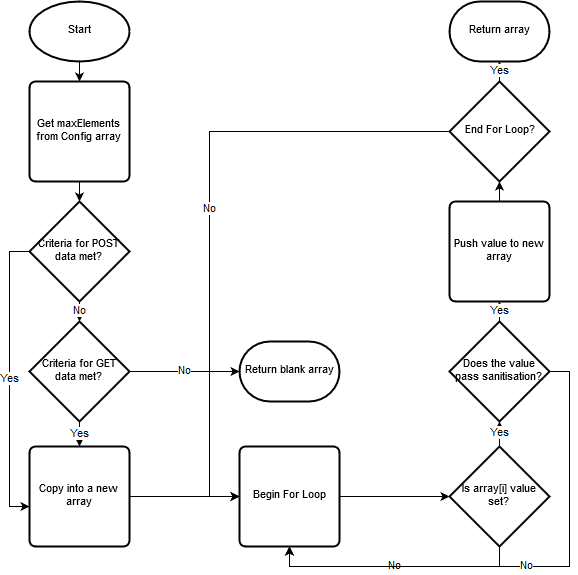 Start
Get maxElements
from Config array
Criteria for POST
data met?
No
Yes
Criteria for GET
data met?
No
Yes
Copy into a new
array
Return blank array
No
Begin For Loop
Is array[i] value
set?
No
No
Yes
Does the value
pass sanitisation?
Yes
Push value to new
array
End For Loop?
Yes
Return array